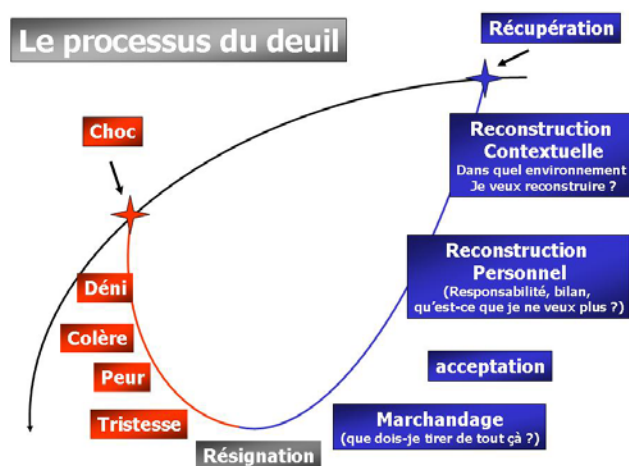 Le processus du deuil
Récupération
Choc
Reconstruction
Contextuelle
Dans quel environnement
Je veux reconstruire ?
Déni
Reconstruction
Personnel
(Responsabilité, bilan,
qu'est-ce que je ne veux plus ?)
Colère
Peur
acceptation
Tristesse
Marchandage
(que dois-je tirer de tout çà ?)
Résignation